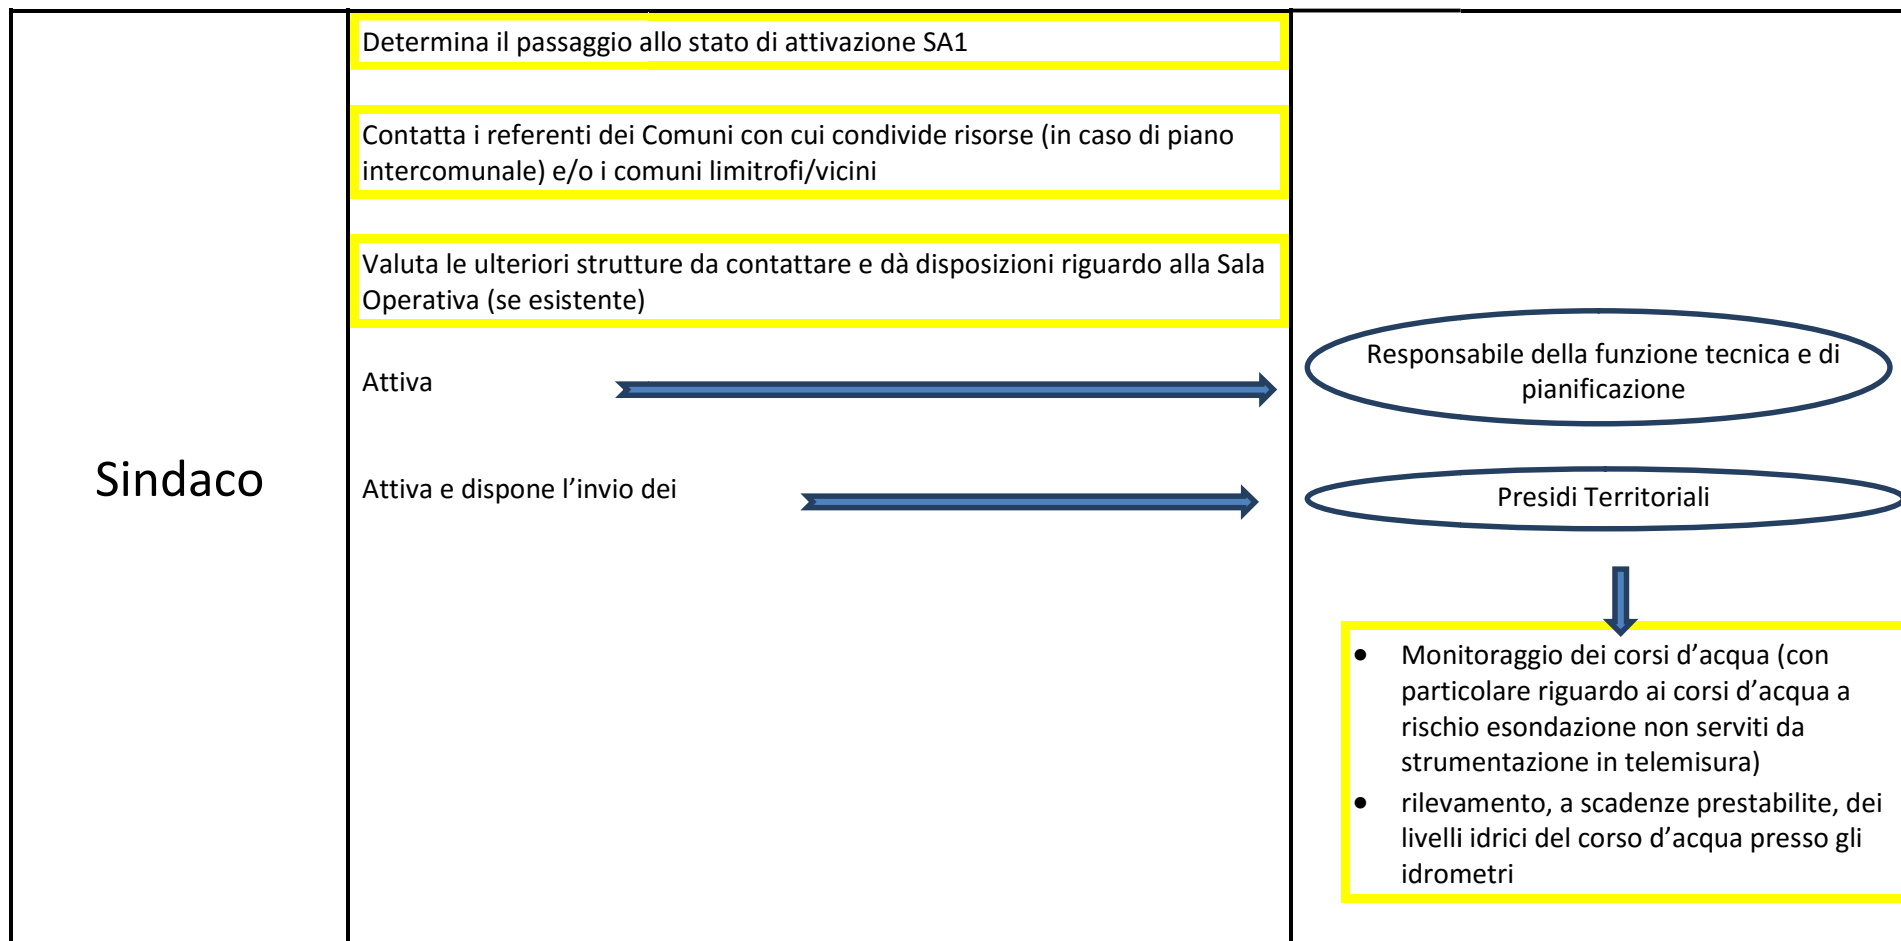 Sindaco
Determina il passaggio allo stato di attivazione SA1
Contatta i referenti dei Comuni con cui condivide risorse (in caso di piano
intercomunale) e/o i comuni limitrofi/vicini
Valuta le ulteriori strutture da contattare e dà disposizioni riguardo alla Sala
Operativa (se esistente)
Attiva
Responsabile della funzione tecnica e di
pianificazione
Attiva e dispone l’invio dei
Presidi Territoriali
• Monitoraggio dei corsi d’acqua (con
particolare riguardo ai corsi d’acqua a
rischio esondazione non serviti da
strumentazione in telemisura)
• rilevamento, a scadenze prestabilite, dei
livelli idrici del corso d’acqua presso gli
idrometri